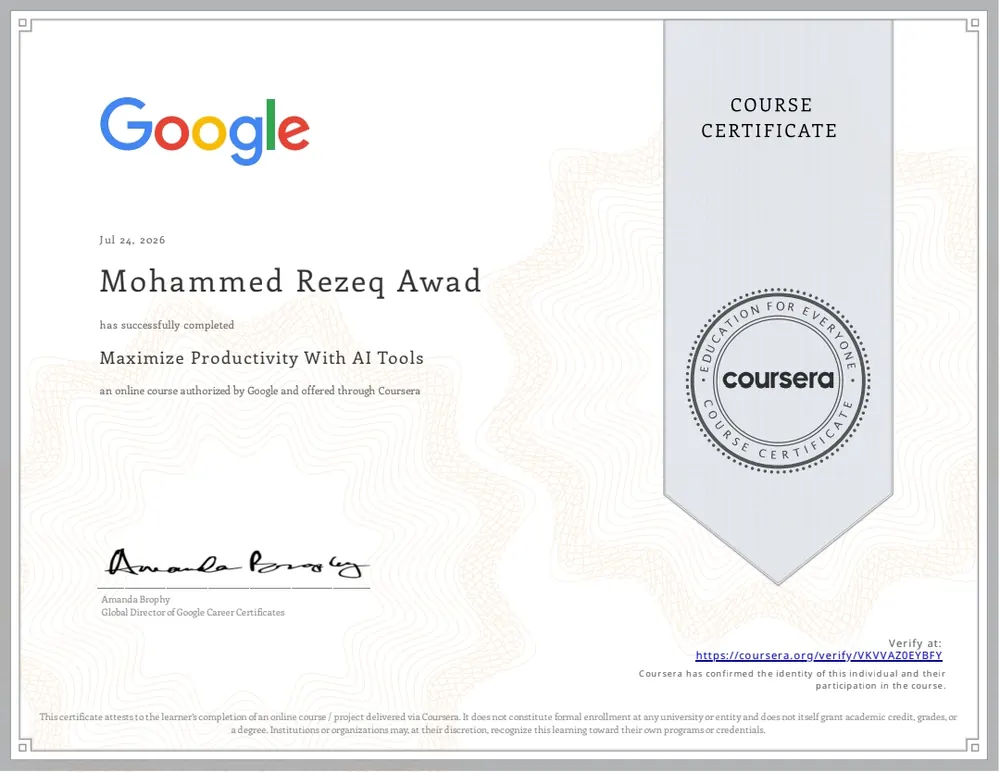 Google
COURSE
CERTIFICATE
Jul 24, 2026
Mohammed Rezeq Awad
has successfully completed
Maximize Productivity With AI Tools
an online course authorized by Google and offered through Coursera
EDUCATION FOR EVERYONE
coursera
COURSE CERTIFICATE
Amanda Brophy
Amanda Brophy
Global Director of Google Career Certificates
Verify at:
https://coursera.org/verify/VKVVAZ0EYBFY
Coursera has confirmed the identity of this individual and their
participation in the course.
This certificate attests to the learner's completion of an online course / project delivered via Coursera. It does not constitute formal enrollment at any university or entity and does not itself grant academic credit, grades, or
a degree. Institutions or organizations may, at their discretion, recognize this learning toward their own programs or credentials.